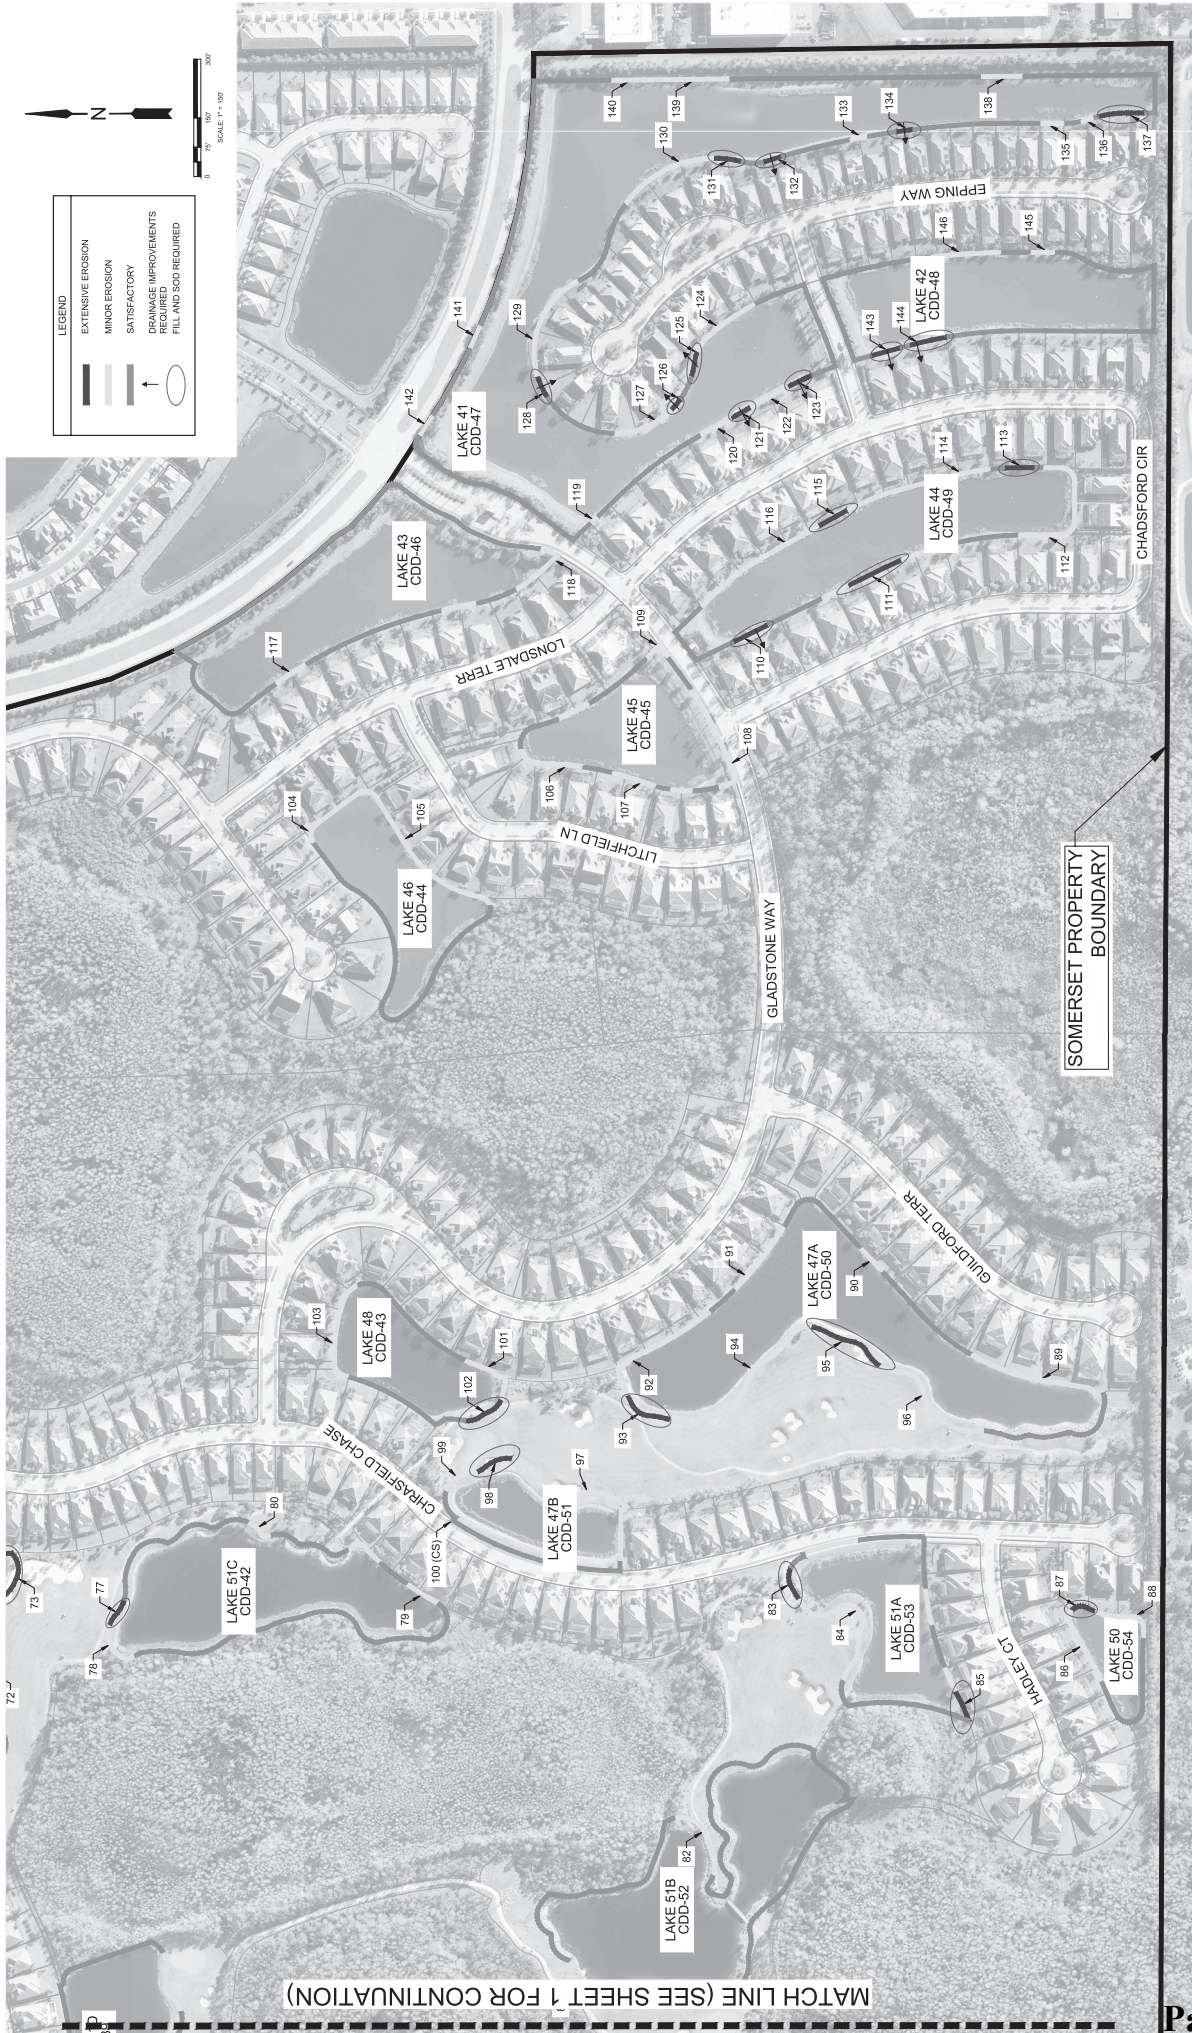 N
0
75'
150'
300'
SCALE: 1" = 150'
LEGEND
EXTENSIVE EROSION
MINOR EROSION
SATISFACTORY
DRAINAGE IMPROVEMENTS
REQUIRED
FILL AND SOD REQUIRED
140
139
138
134
133
130
131
132
135
136
137
EPPING WAY
146
145
141
129
142
128
124
125
126
127
LAKE 42
CDD-48
143
144
LAKE 41
CDD-47
123
122
121
120
119
114
113
115
116
LAKE 44
CDD-49
CHADSFORD CIR
LAKE 43
CDD-46
118
111
112
117
109
110
LONSDALE TERR
LAKE 45
CDD-45
108
106
107
104
105
LITCHFIELD LN
LAKE 46
CDD-44
GLADSTONE WAY
SOMERSET PROPERTY
BOUNDARY
GUILDFORD TERR
91
LAKE 47A
CDD-50
90
103
LAKE 48
CDD-43
101
102
92
94
95
89
93
96
CHRASFIELD CHASE
99
98
97
100 (CS)
LAKE 47B
CDD-51
80
73
77
LAKE 51C
CDD-42
79
78
72
83
84
LAKE 51A
CDD-53
85
87
88
86
LAKE 50
CDD-54
HADLEY CT
82
LAKE 51B
CDD-52
MATCH LINE (SEE SHEET 1 FOR CONTINUATION)
Pa